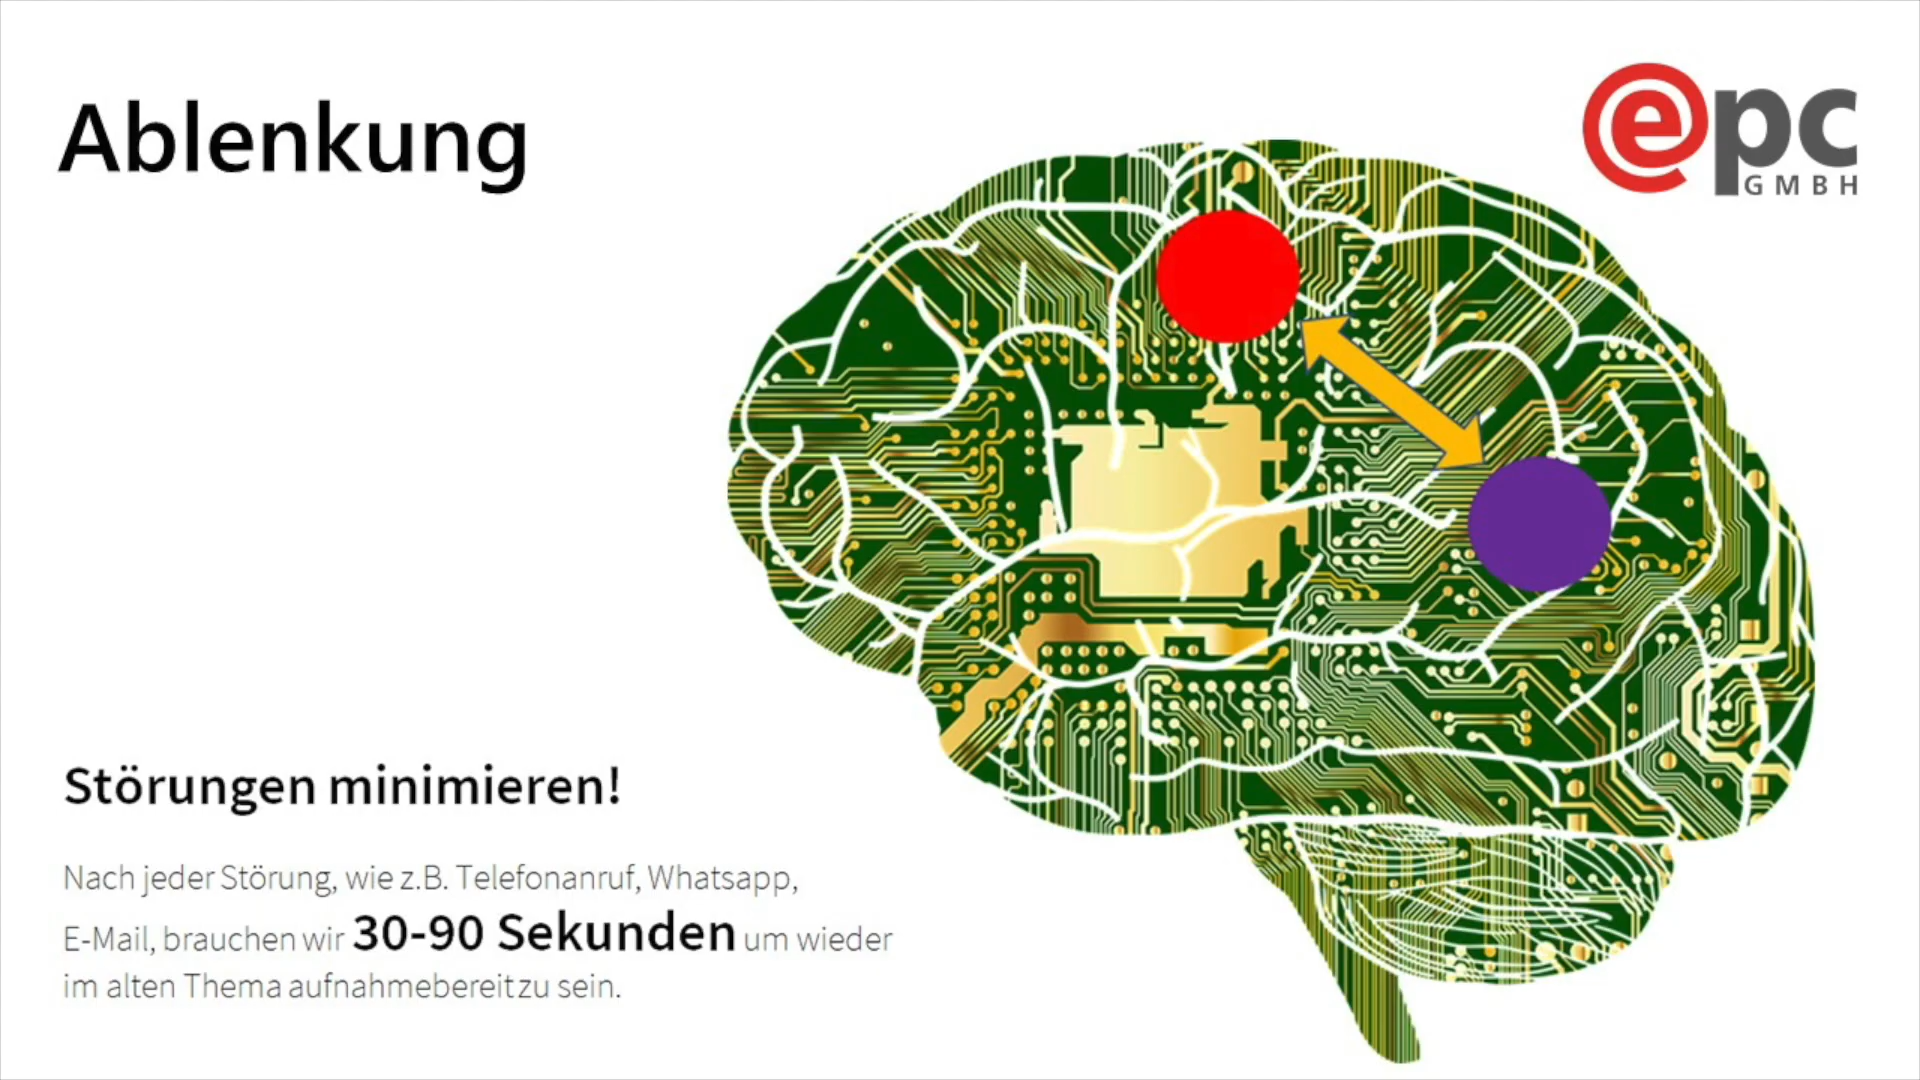 Ablenkung
epc
GMBH
Störungen minimieren!
Nach jeder Störung, wie z.B. Telefonanruf, Whatsapp,
E-Mail, brauchen wir 30-90 Sekunden um wieder
im alten Thema aufnahmebereit zu sein.